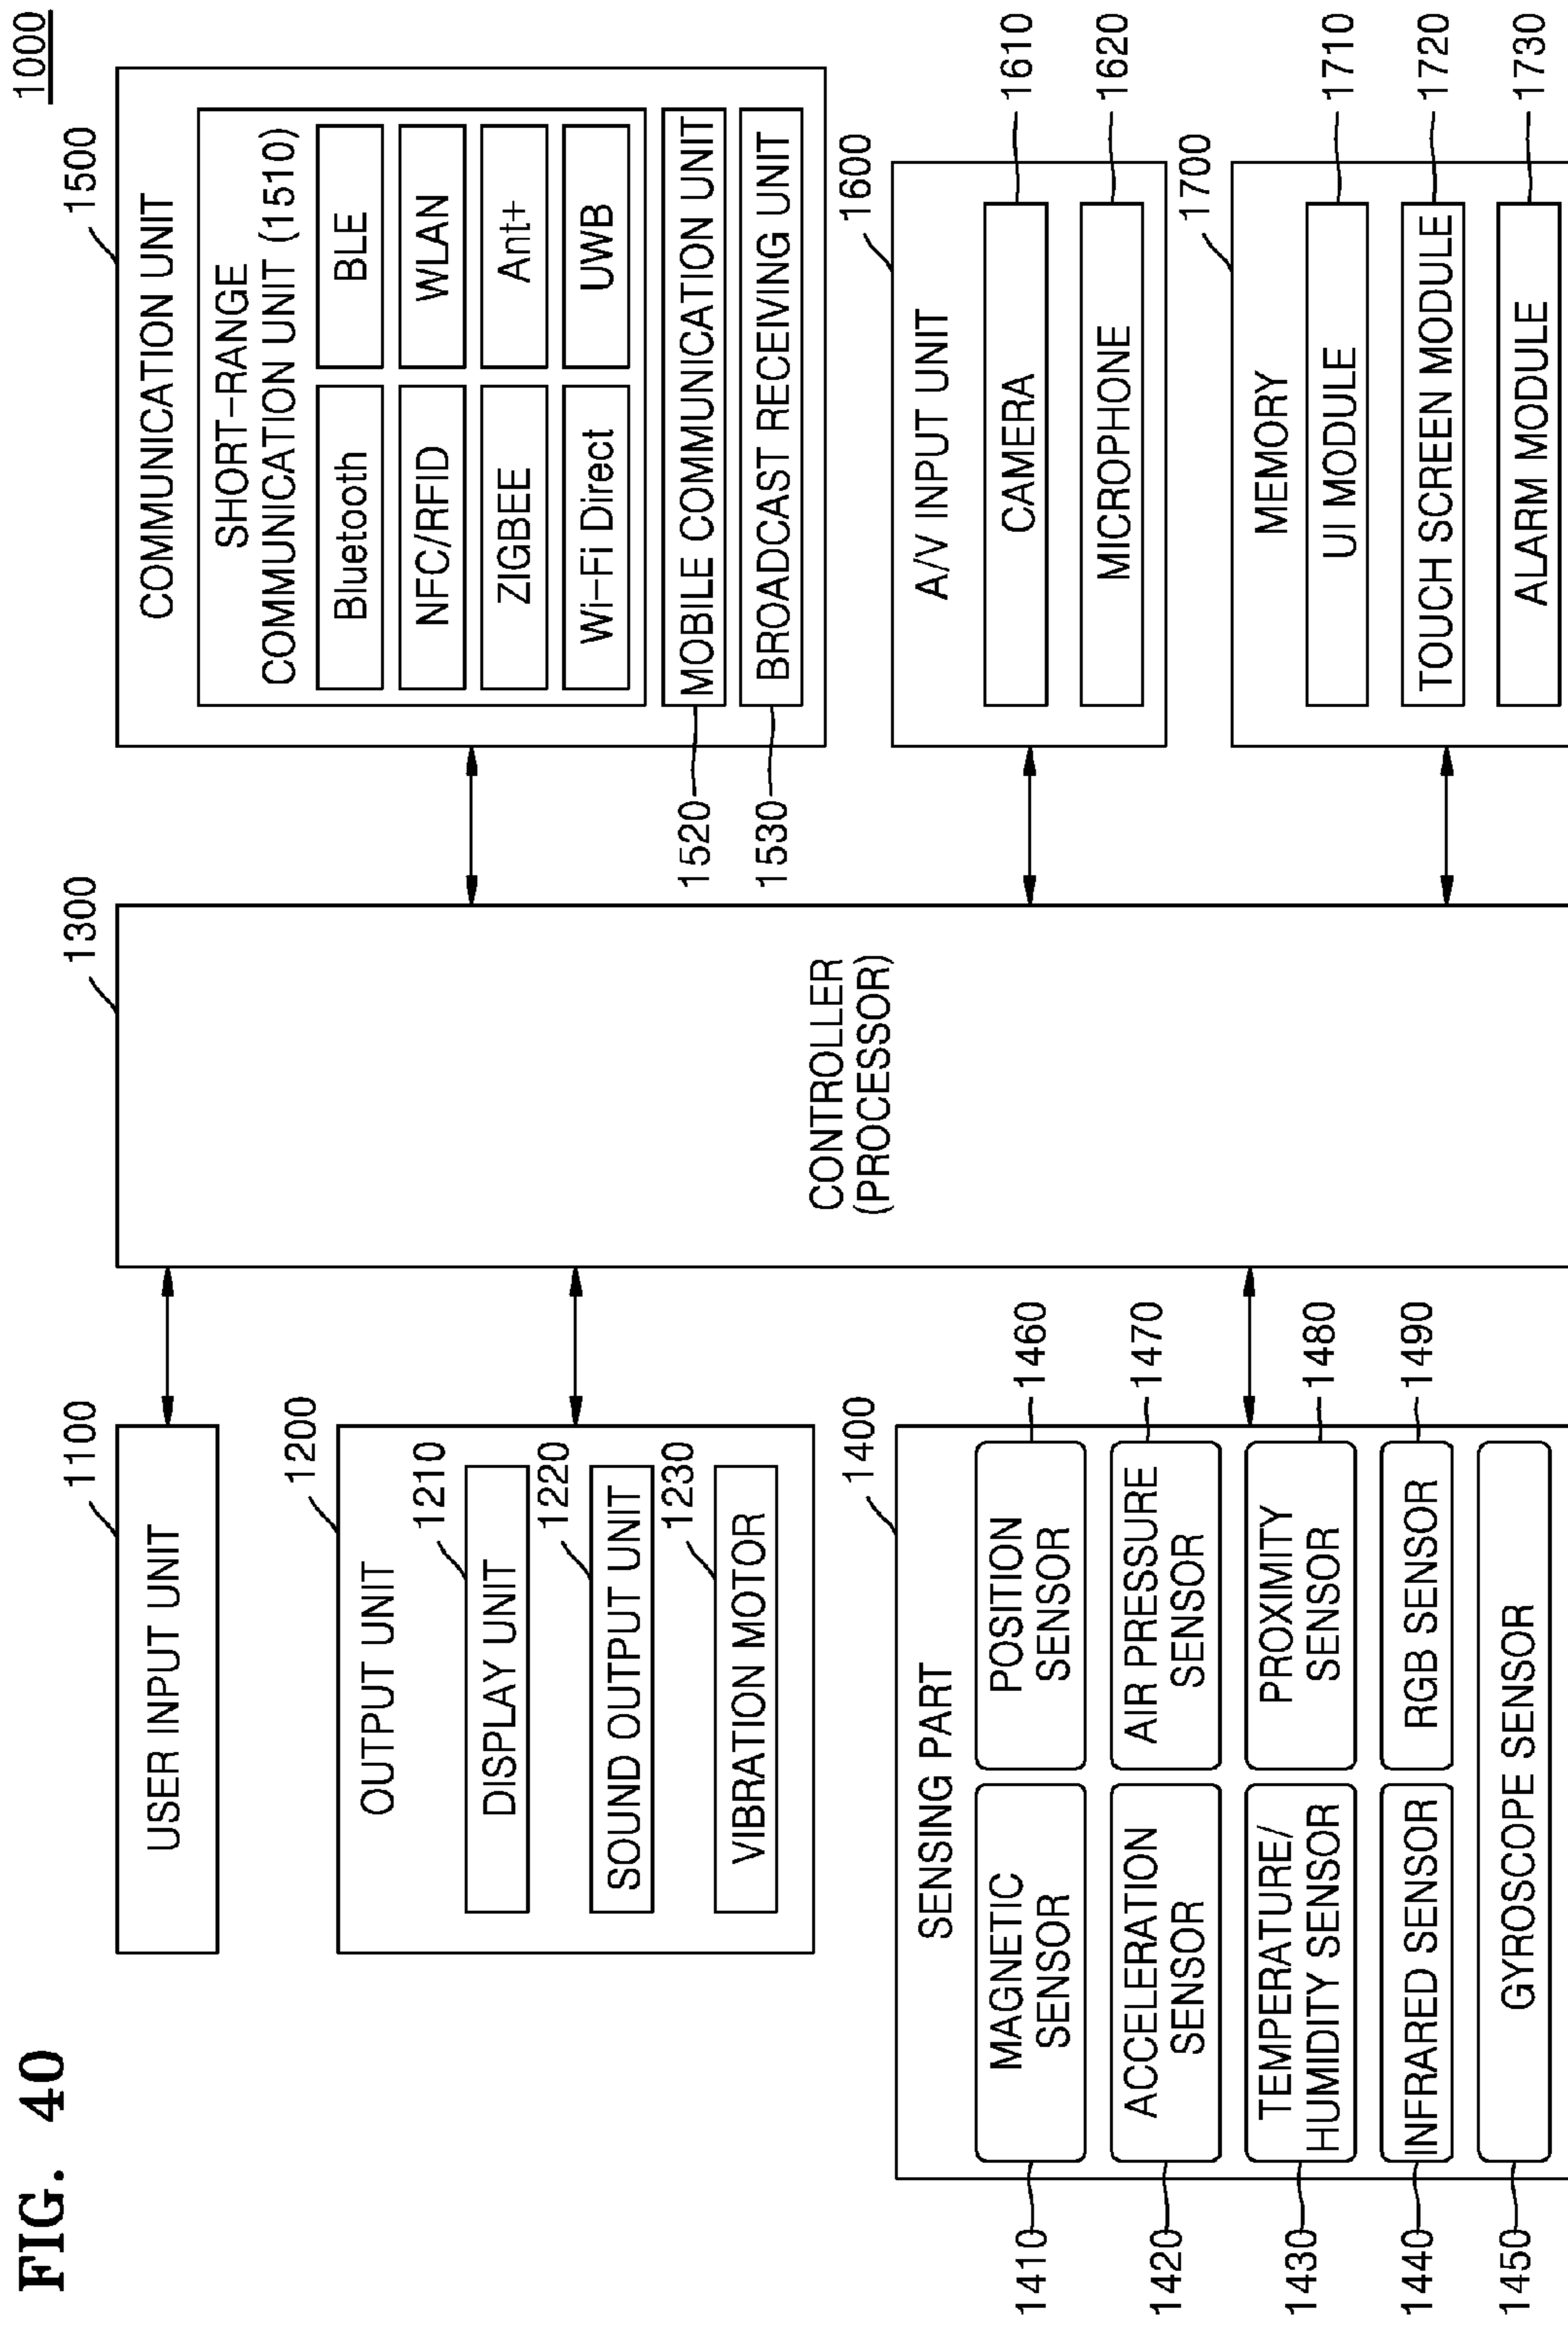 FIG. 40
1000
1100
USER INPUT UNIT
1200
OUTPUT UNIT
1210
DISPLAY UNIT
1220
SOUND OUTPUT UNIT
1230
VIBRATION MOTOR
1400
SENSING PART
1410
MAGNETIC
SENSOR
POSITION
SENSOR
1460
1420
ACCELERATION
SENSOR
AIR PRESSURE
SENSOR
1470
1430
TEMPERATURE/
HUMIDITY SENSOR
PROXIMITY
SENSOR
1480
1440
INFRARED SENSOR
RGB SENSOR
1490
1450
GYROSCOPE SENSOR
1300
CONTROLLER
(PROCESSOR)
1500
COMMUNICATION UNIT
SHORT-RANGE
COMMUNICATION UNIT (1510)
Bluetooth
BLE
NFC/RFID
WLAN
ZIGBEE
Ant+
Wi-Fi Direct
UWB
1520
MOBILE COMMUNICATION UNIT
1530
BROADCAST RECEIVING UNIT
1600
A/V INPUT UNIT
CAMERA
1610
MICROPHONE
1620
1700
MEMORY
UI MODULE
1710
TOUCH SCREEN MODULE
1720
ALARM MODULE
1730